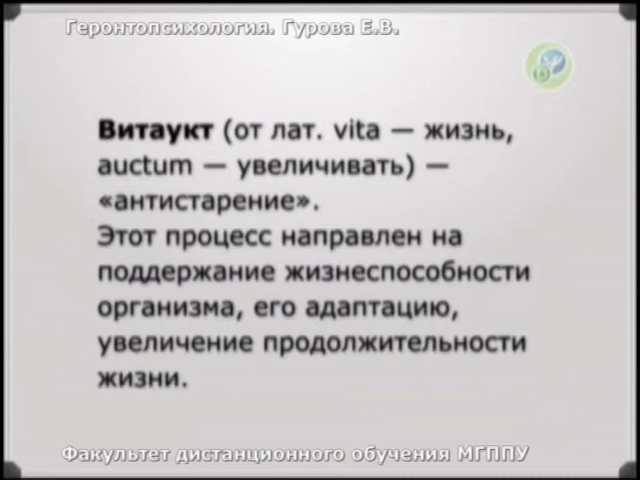 Геронтопсихология. Гурова Е.В.
Витаукт (от лат. vita — жизнь,
auctum — увеличивать) —
«антистарение».
Этот процесс направлен на
поддержание жизнеспособности
организма, его адаптацию,
увеличение продолжительности
жизни.
Факультет дистанционного обучения МГППУ